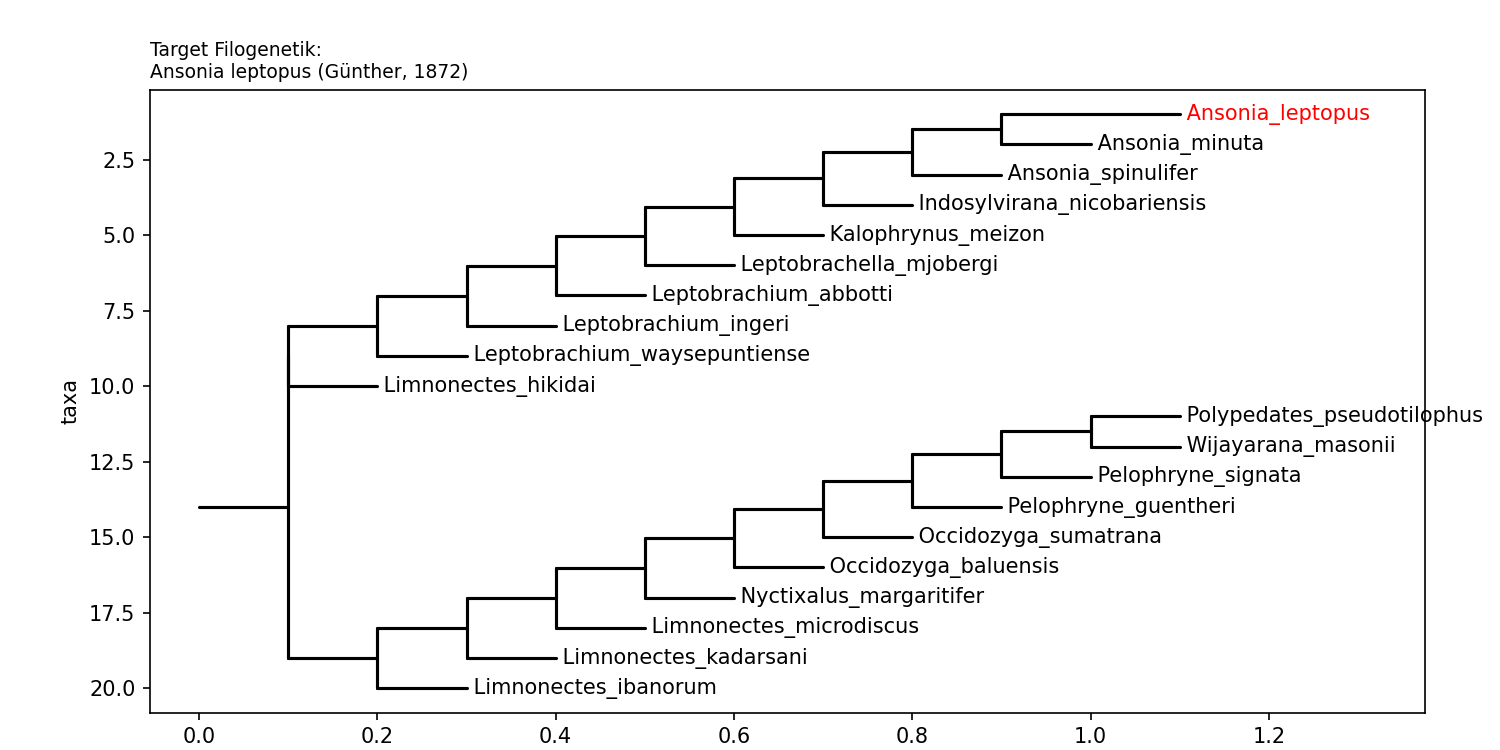 Target Filogenetik:
Ansonia leptopus (Günther, 1872)
Ansonia_leptopus
Ansonia_minuta
2.5
Ansonia_spinulifer
Indosylvirana_nicobariensis
5.0
Kalophrynus_meizon
Leptobrachella_mjobergi
Leptobrachium_abbotti
7.5
Leptobrachium_ingeri
Leptobrachium_waysepuntiense
10.0
Limnonectes_hikidai
taxa
Polypedates_pseudotilophus
Wijayarana_masonii
12.5
Pelophryne_signata
Pelophryne_guentheri
15.0
Occidozyga_sumatrana
Occidozyga_baluensis
Nyctixalus_margaritifer
17.5
Limnonectes_microdiscus
Limnonectes_kadarsani
20.0
Limnonectes_ibanorum
0.0 0.2 0.4 0.6 0.8 1.0 1.2